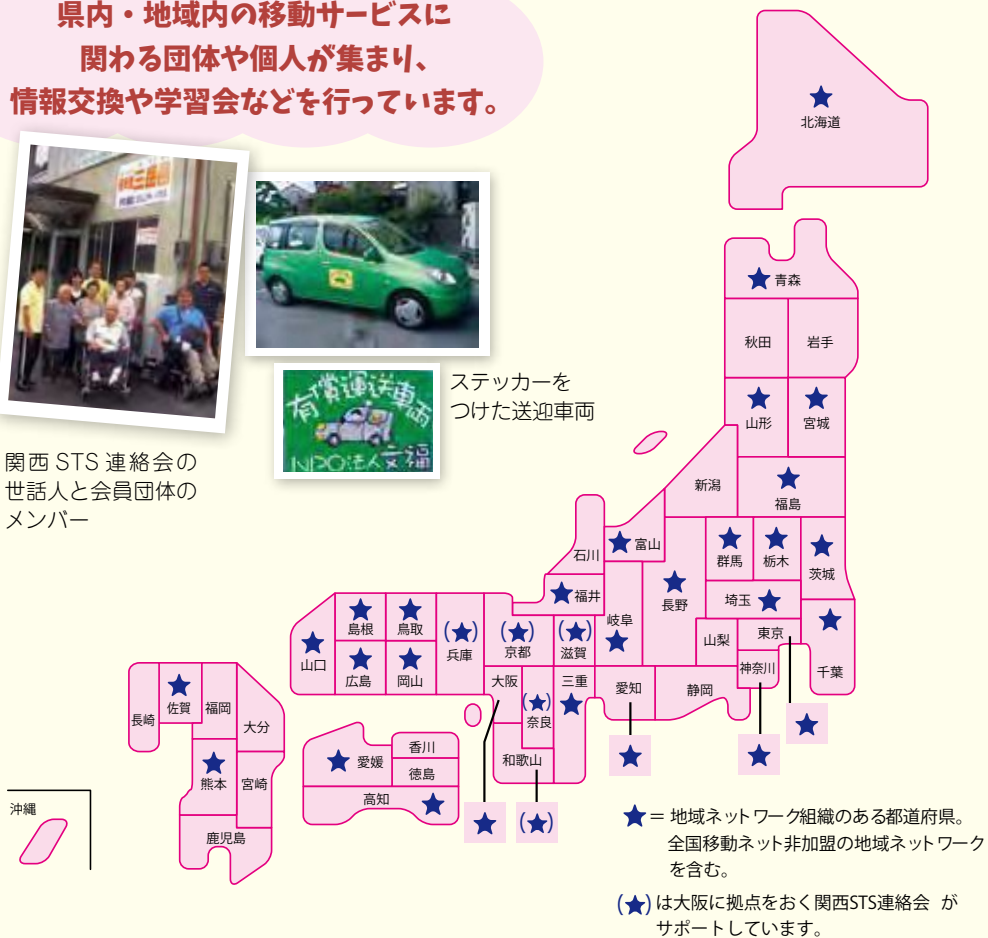 県内・地域内の移動サービスに
関わる団体や個人が集まり、
情報交換や学習会などを行っています。
関西 STS 連絡会の
世話人と会員団体の
メンバー
有償運送車両
NPO法人文福
ステッカーを
つけた送迎車両
★北海道
★青森
秋田
岩手
★山形
★宮城
★福島
新潟
★群馬
★栃木
★茨城
★埼玉
東京
★
神奈川
★
★千葉
山梨
★長野
静岡
愛知
★
★岐阜
★富山
石川
★福井
(★)滋賀
(★)京都
(★)兵庫
大阪
★
(★)奈良
★三重
和歌山
(★)
★鳥取
★島根
★岡山
★広島
★山口
香川
徳島
★愛媛
高知★
福岡
★佐賀
長崎
大分
★熊本
宮崎
鹿児島
沖縄
★＝地域ネットワーク組織のある都道府県。
全国移動ネット非加盟の地域ネットワーク
を含む。
(★)は大阪に拠点をおく関西STS連絡会 が
サポートしています。